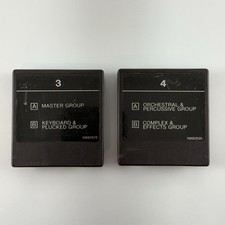 3
A MASTER GROUP
B KEYBOARD &
PLUCKED GROUP
4
A ORCHESTRAL &
PERCUSSIVE GROUP
B COMPLEX &
EFFECTS GROUP